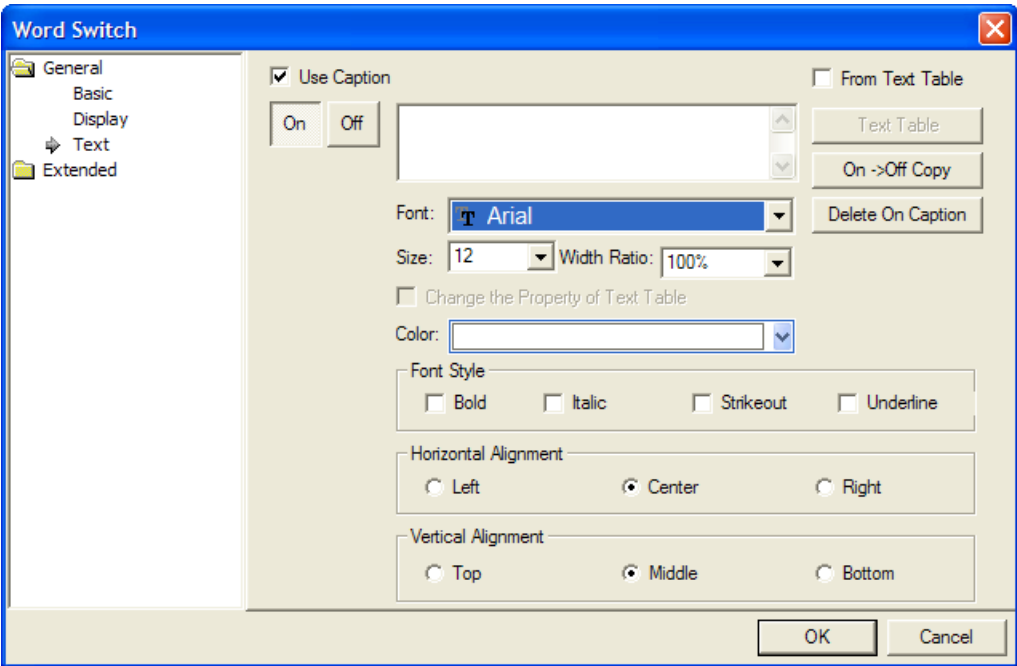 Word Switch
General
Basic
Display
Text
Extended
Use Caption
From Text Table
On Off
Text Table
On ->Off Copy
Delete On Caption
Font: Arial
Size: 12 Width Ratio: 100%
Change the Property of Text Table
Color:
Font Style
Bold Italic Strikeout Underline
Horizontal Alignment
Left Center Right
Vertical Alignment
Top Middle Bottom
OK Cancel